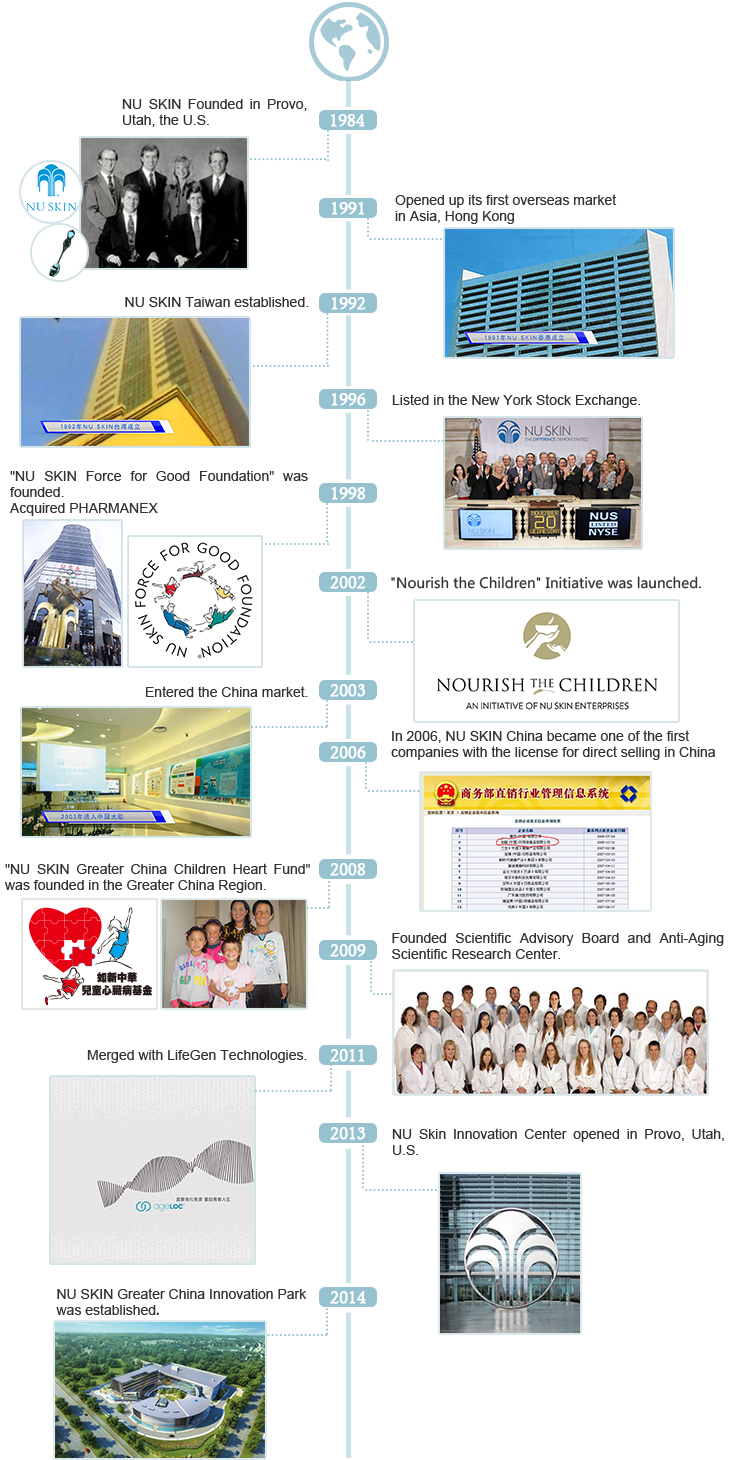 NU SKIN Founded in Provo,
Utah, the U.S.
1984
NU SKIN
1991
Opened up its first overseas market
in Asia, Hong Kong
1991年NU SKIN香港成立
NU SKIN Taiwan established.
1992
1992年NU SKIN台湾成立
1996
Listed in the New York Stock Exchange.
NU SKIN
THE DIFFERENCE. DEMONSTRATED.
NU SKIN
NOVEMBER
20
WEDNESDAY
NUS
LISTED
NYSE
"NU SKIN Force for Good Foundation" was
founded.
Acquired PHARMANEX
1998
USA
NU SKIN FORCE FOR GOOD FOUNDATION
2002
"Nourish the Children" Initiative was launched.
NOURISH THE CHILDREN
AN INITIATIVE OF NU SKIN ENTERPRISES
Entered the China market.
2003
2003年进入中国大陆
2006
In 2006, NU SKIN China became one of the first
companies with the license for direct selling in China
商务部直销行业管理信息系统
"NU SKIN Greater China Children Heart Fund"
was founded in the Greater China Region.
2008
如新中華
兒童心臟病基金
2009
Founded Scientific Advisory Board and Anti-Aging
Scientific Research Center.
Merged with LifeGen Technologies.
2011
ageLOC
2013
NU Skin Innovation Center opened in Provo, Utah,
U.S.
NU SKIN Greater China Innovation Park
was established.
2014